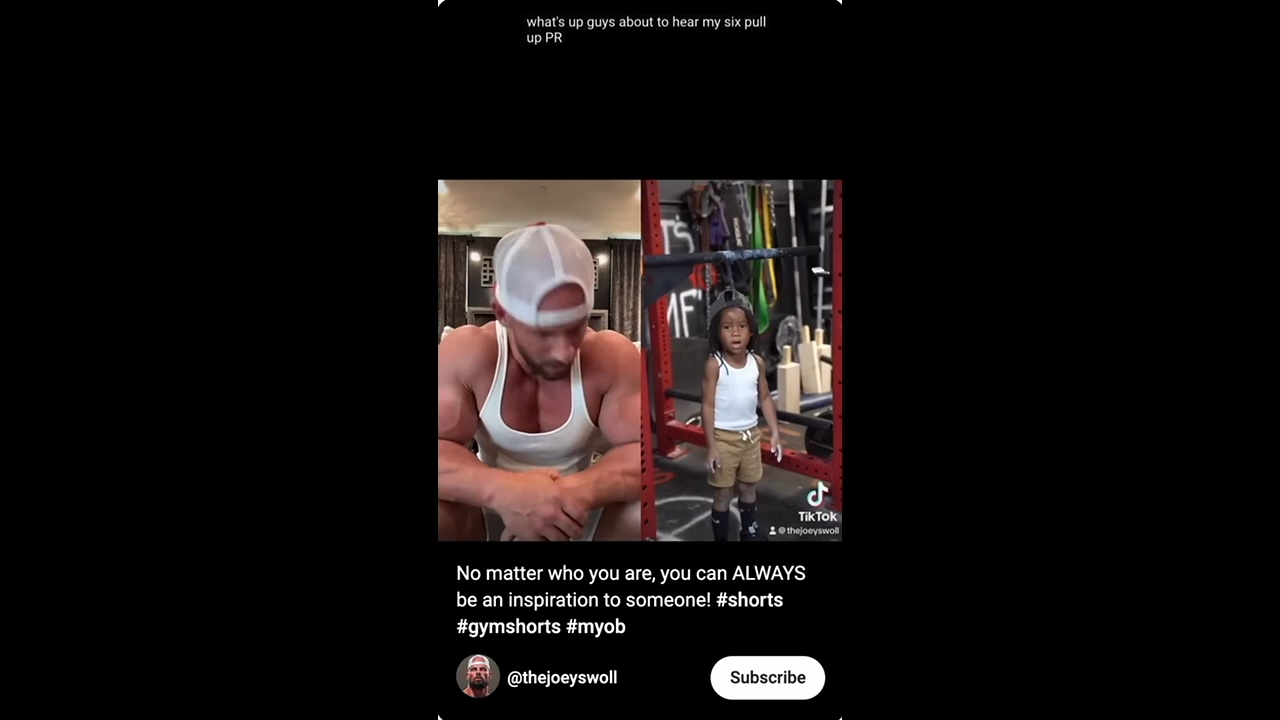 what's up guys about to hear my six pull
up PR
T'S
MF'
TikTok
@thejoeyswoll
No matter who you are, you can ALWAYS
be an inspiration to someone! #shorts
#gymshorts #myob
@thejoeyswoll
Subscribe